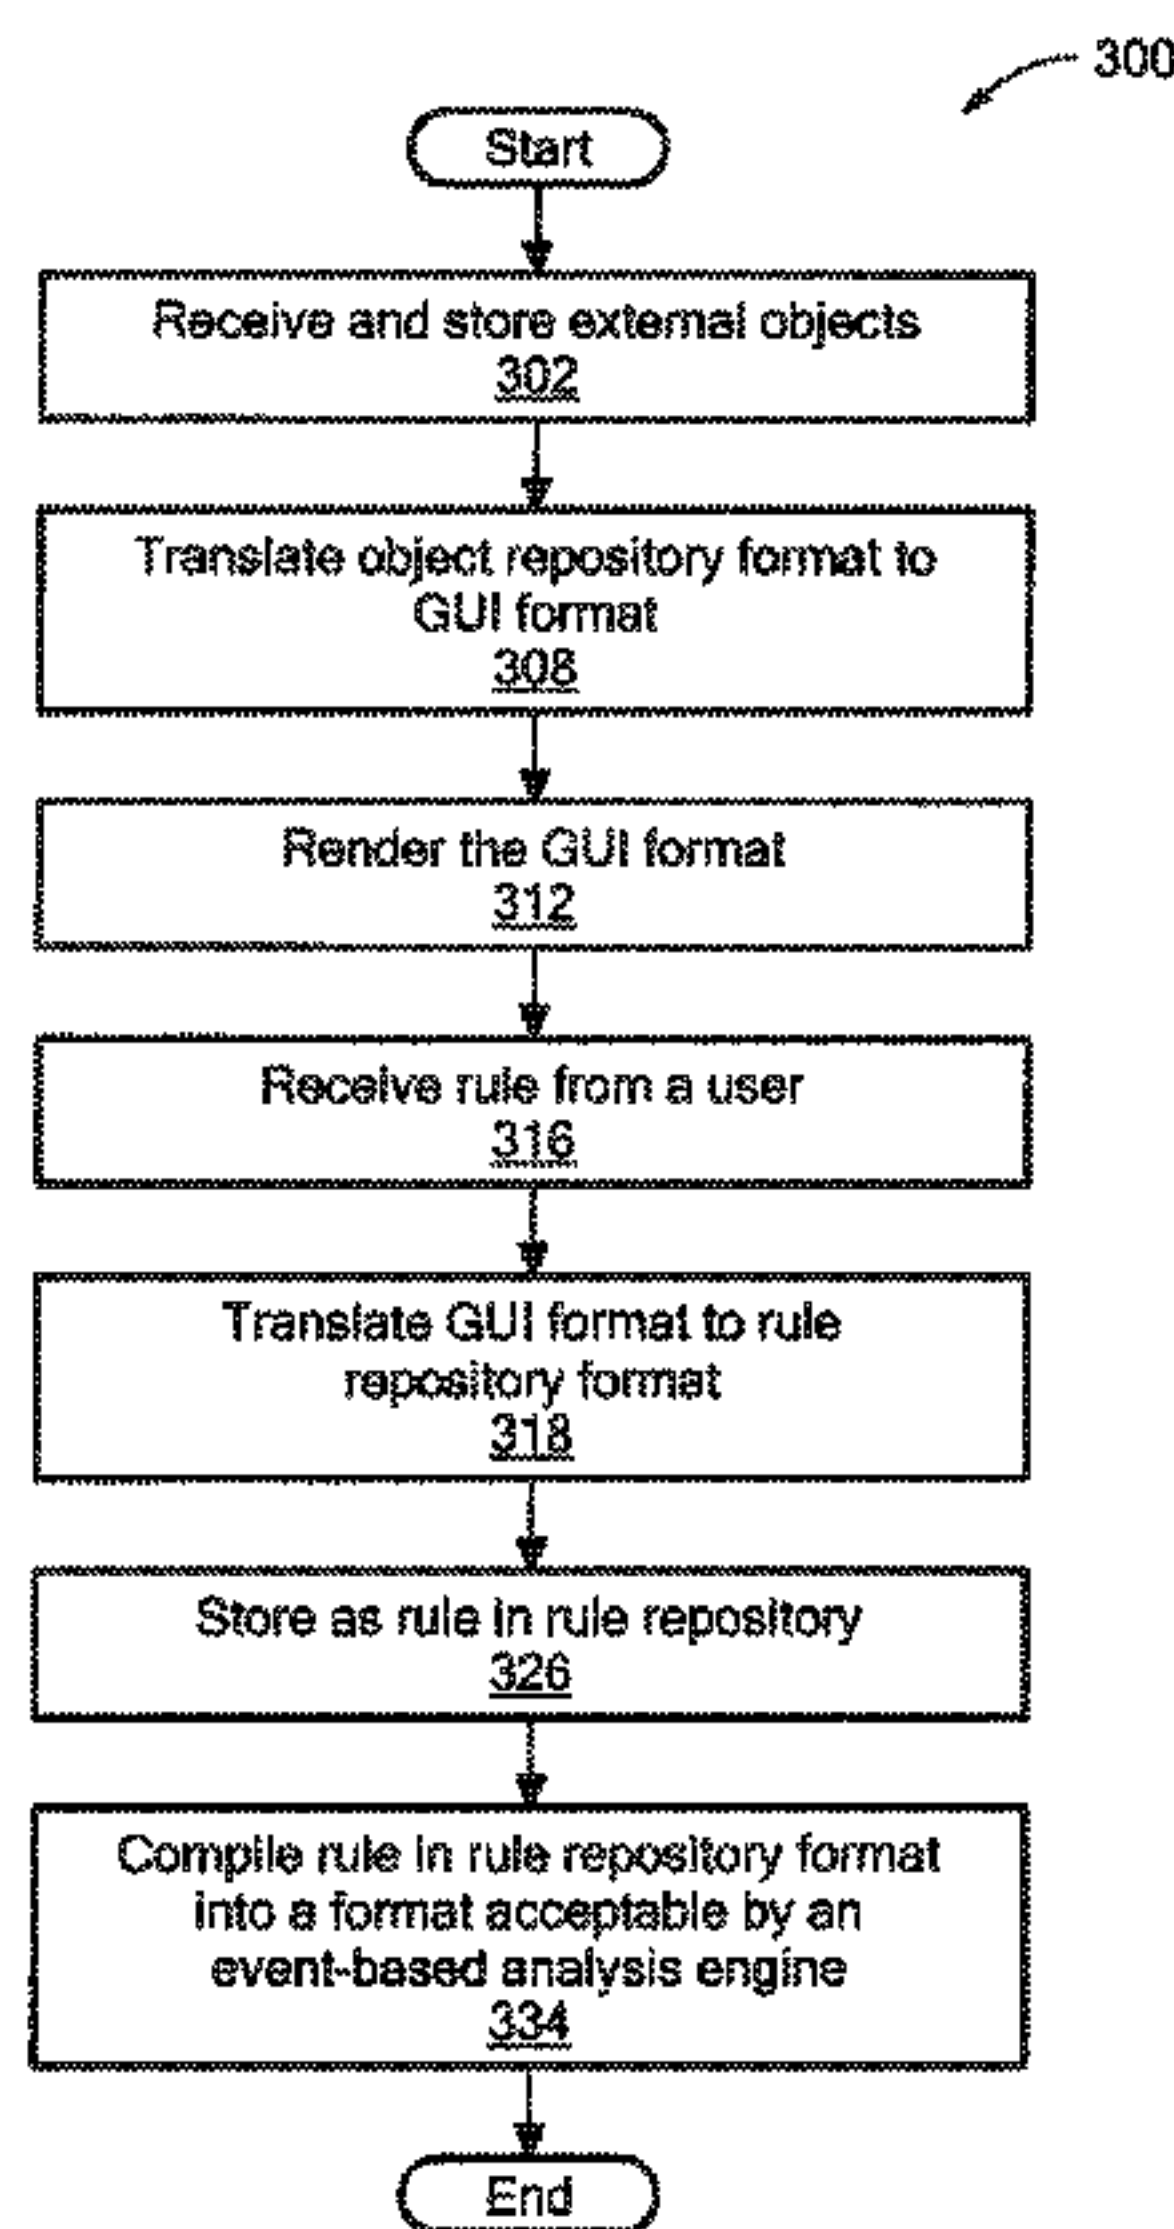 300
Start
Receive and store external objects
302
Translate object repository format to
GUI format
308
Render the GUI format
312
Receive rule from a user
316
Translate GUI format to rule
repository format
318
Store as rule in rule repository
326
Compile rule in rule repository format
into a format acceptable by an
event-based analysis engine
334
End